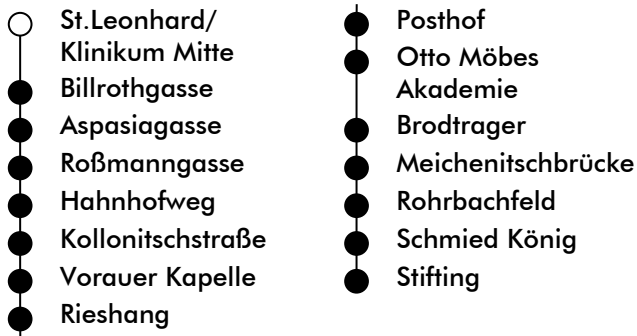 St.Leonhard/
Klinikum Mitte
Billrothgasse
Aspasiagasse
Roßmanngasse
Hahnhofweg
Kollonitschstraße
Vorauer Kapelle
Rieshang
Posthof
Otto Möbes
Akademie
Brodtrager
Meichenitschbrücke
Rohrbachfeld
Schmied König
Stifting